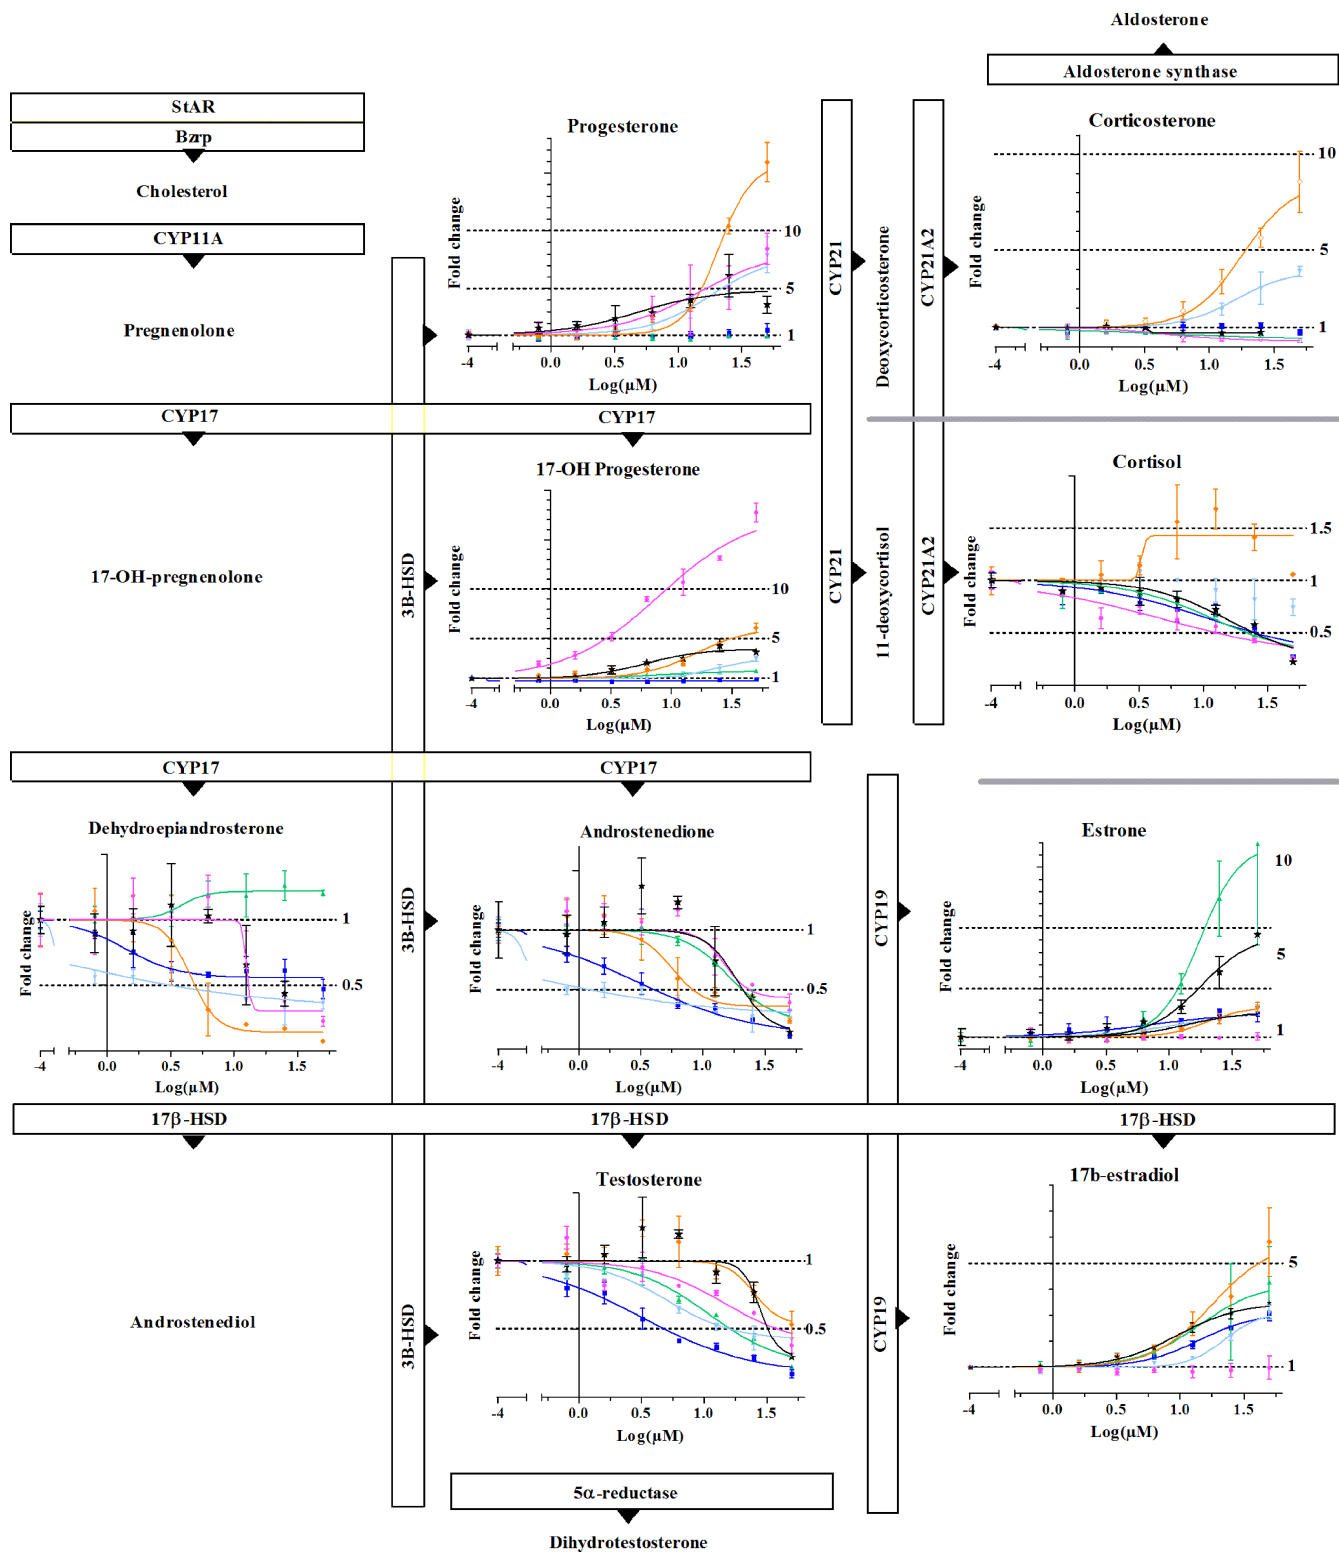 Aldosterone
Aldosterone synthase
StAR
Bzrp
Cholesterol
CYP11A
Pregnenolone
Progesterone
Fold change
10
5
1
-4 0.0 0.5 1.0 1.5
Log(µM)
CYP21
Deoxycorticosterone
CYP21A2
Corticosterone
Fold change
10
5
1
-4 0.0 0.5 1.0 1.5
Log(µM)
CYP17
CYP17
17-OH-pregnenolone
3B-HSD
17-OH Progesterone
Fold change
10
5
1
-4 0.0 0.5 1.0 1.5
Log(µM)
CYP21
11-deoxycortisol
CYP21A2
Cortisol
Fold change
1.5
1
0.5
-4 0.0 0.5 1.0 1.5
Log(µM)
CYP17
CYP17
Dehydroepiandrosterone
Fold change
1
0.5
-4 0.0 0.5 1.0 1.5
Log(µM)
3B-HSD
Androstenedione
Fold change
1
0.5
-4 0.0 0.5 1.0 1.5
Log(µM)
CYP19
Estrone
Fold change
10
5
1
-4 0.0 0.5 1.0 1.5
Log(µM)
17β-HSD
17β-HSD
17β-HSD
Androstenediol
3B-HSD
Testosterone
Fold change
1
0.5
-4 0.0 0.5 1.0 1.5
Log(µM)
CYP19
17b-estradiol
Fold change
5
1
-4 0.0 0.5 1.0 1.5
Log(µM)
5α-reductase
Dihydrotestosterone